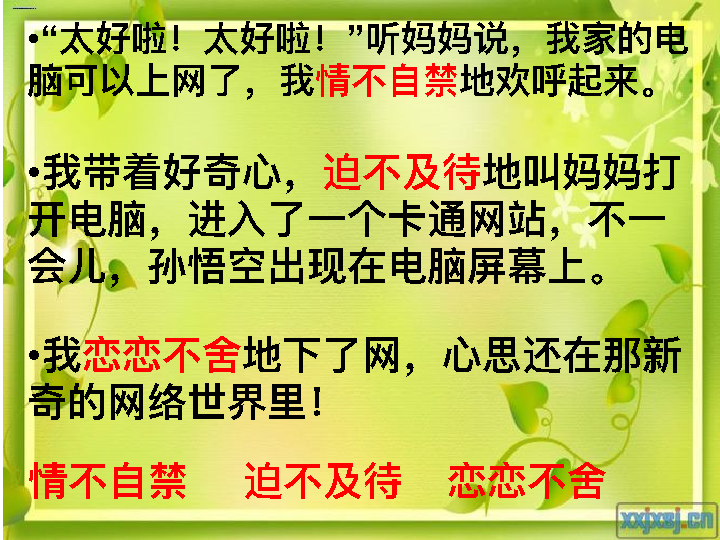 •“太好啦！太好啦！”听妈妈说，我家的电
脑可以上网了，我情不自禁地欢呼起来。
•我带着好奇心，迫不及待地叫妈妈打
开电脑，进入了一个卡通网站，不一
会儿，孙悟空出现在电脑屏幕上。
•我恋恋不舍地下了网，心思还在那新
奇的网络世界里！
情不自禁 迫不及待 恋恋不舍
xxjxsj.cn